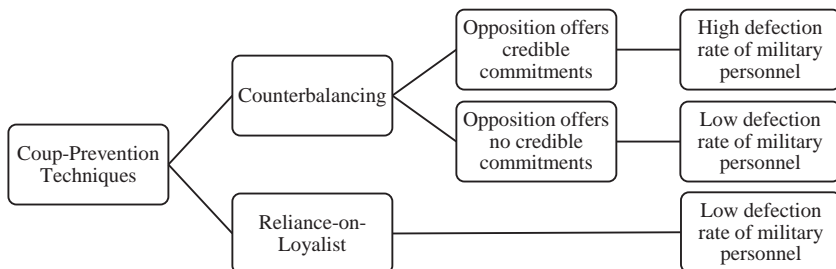 Opposition offers
credible
commitments
High defection
rate of military
personnel
Counterbalancing
Opposition offers
no credible
commitments
Low defection
rate of military
personnel
Coup-Prevention
Techniques
Reliance-on-
Loyalist
Low defection
rate of military
personnel